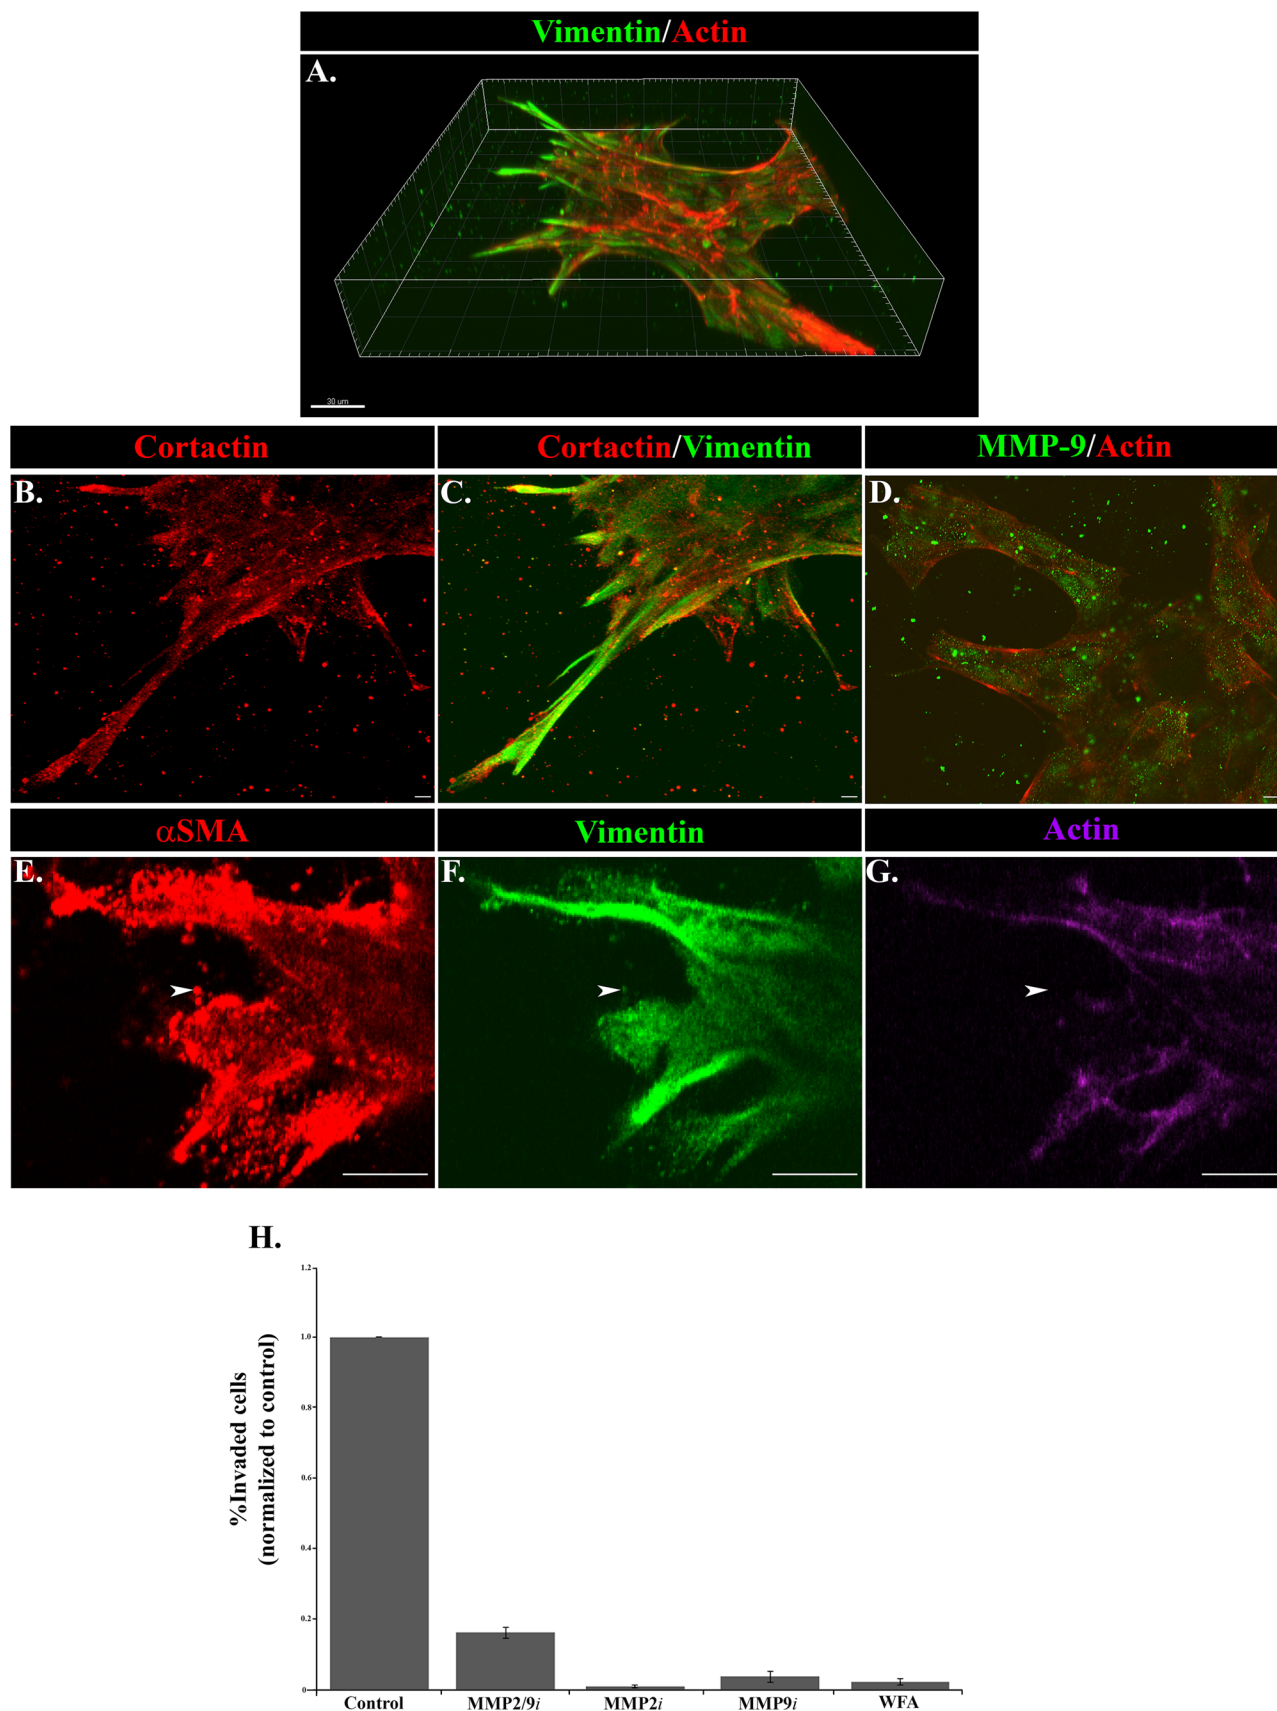 Vimentin/Actin
A.
30 um
Cortactin
Cortactin/Vimentin
MMP-9/Actin
B.
C.
D.
αSMA
Vimentin
Actin
E.
F.
G.
H.
%Invaded cells
(normalized to control)
1.2
1.0
0.8
0.6
0.4
0.2
0
Control MMP2/9i MMP2i MMP9i WFA